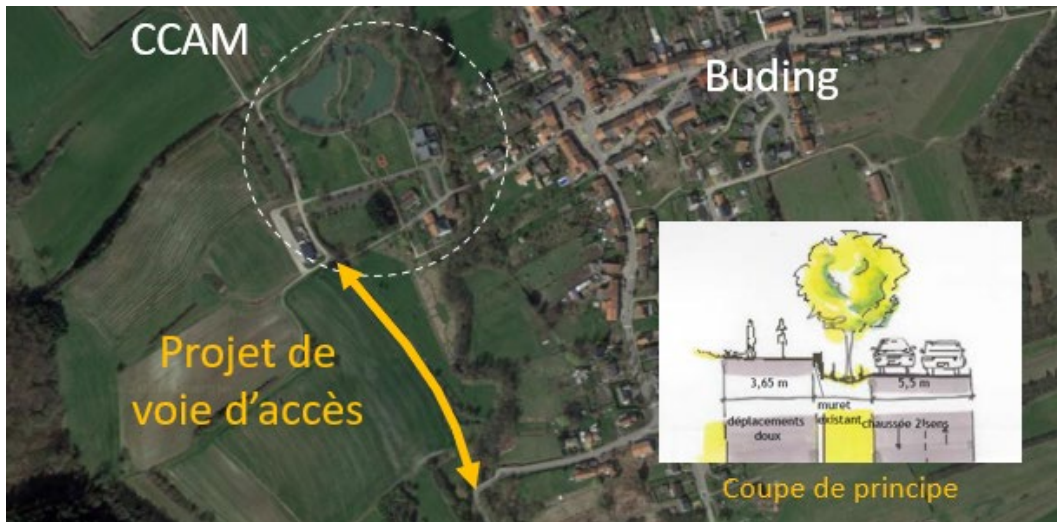 CCAM
Buding
Projet de
voie d'accès
3,65 m
5,5 m
muret
existant
déplacements
doux
chaussée 2 sens
Coupe de principe